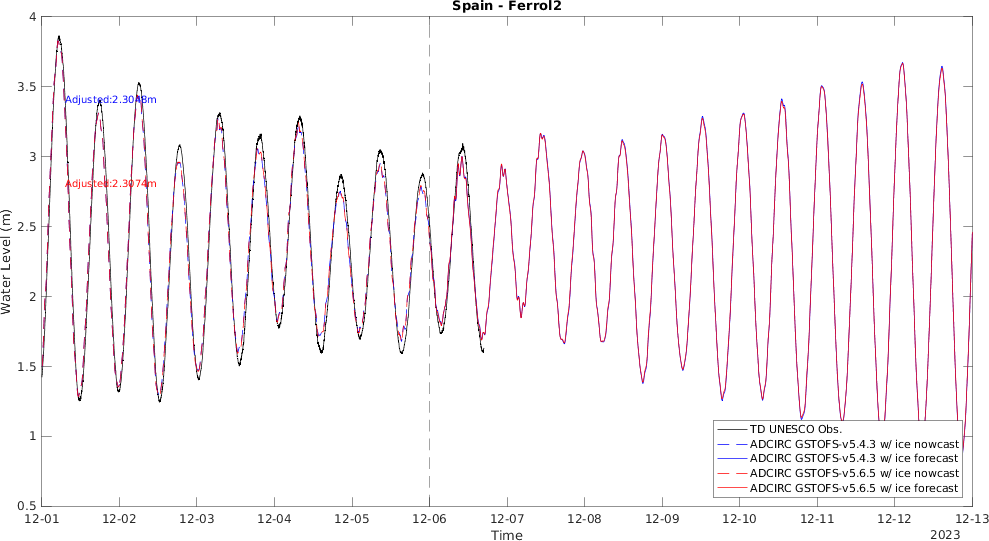 Spain - Ferrol2
4
3.5
3
2.5
2
1.5
1
0.5
Water Level (m)
Adjusted:2.3048m
Adjusted:2.3074m
TD UNESCO Obs.
ADCIRC GSTOFS-v5.4.3 w/ ice nowcast
ADCIRC GSTOFS-v5.4.3 w/ ice forecast
ADCIRC GSTOFS-v5.6.5 w/ ice nowcast
ADCIRC GSTOFS-v5.6.5 w/ ice forecast
12-01 12-02 12-03 12-04 12-05 12-06 12-07 12-08 12-09 12-10 12-11 12-12 12-13
Time
2023